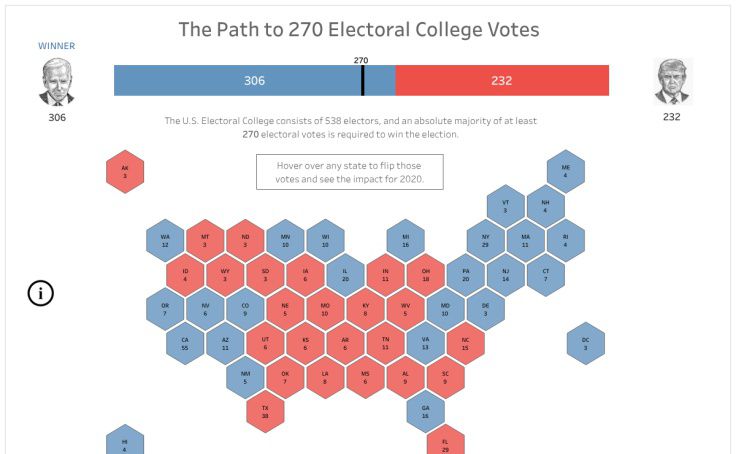 The Path to 270 Electoral College Votes
WINNER
270
306
232
306
232
The U.S. Electoral College consists of 538 electors, and an absolute majority of at least
270 electoral votes is required to win the election.
Hover over any state to flip those
votes and see the impact for 2020.
AK
3
ME
4
VT
3
NH
4
WA
12
MT
3
ND
3
MN
10
WI
10
MI
16
NY
29
MA
11
RI
4
ID
4
WY
3
SD
3
IA
6
IL
20
IN
11
OH
18
PA
20
NJ
14
CT
7
i
OR
7
NV
6
CO
9
NE
5
MO
10
KY
8
WV
5
MD
10
DE
3
CA
55
AZ
11
UT
6
KS
6
AR
6
TN
11
VA
13
NC
15
DC
3
NM
5
OK
7
LA
8
MS
6
AL
9
SC
9
TX
38
GA
16
HI
4
FL
29